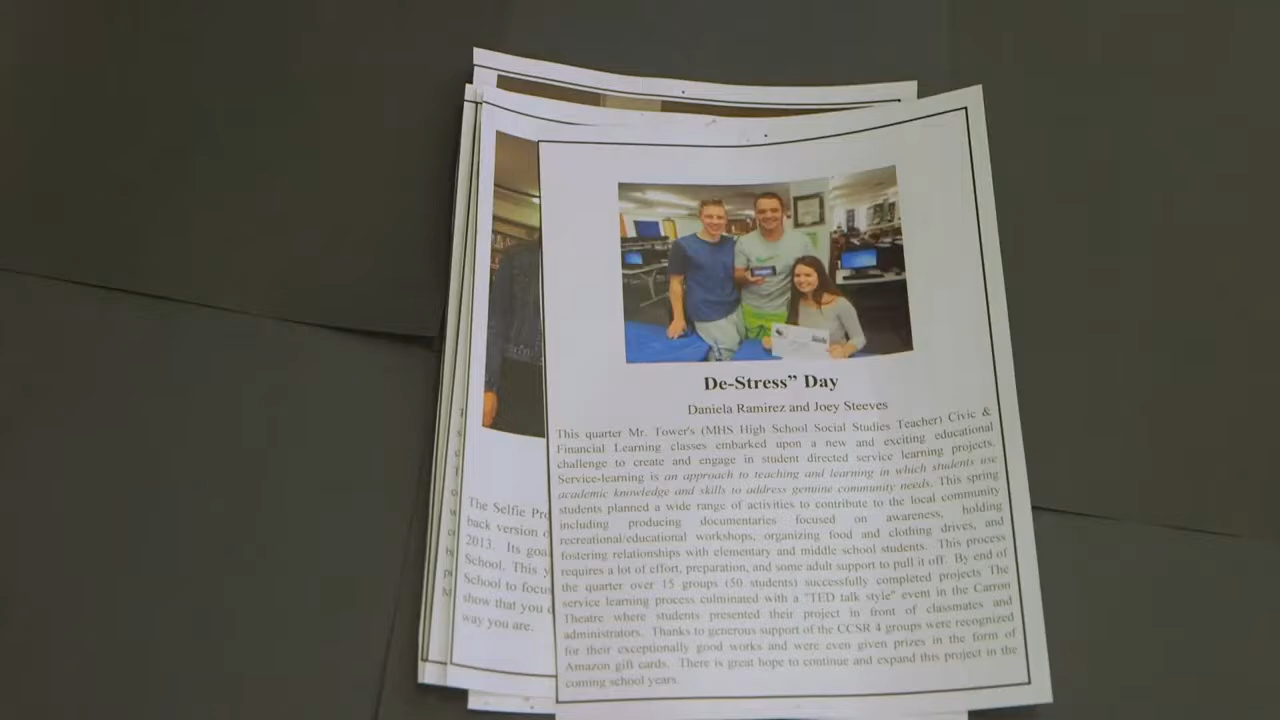 De-Stress” Day
Daniela Ramirez and Joey Steeves
This quarter Mr. Tower's (MHS High School Social Studies Teacher) Civic &
Financial Learning classes embarked upon a new and exciting educational
challenge to create and engage in student directed service learning projects.
Service-learning is an approach to teaching and learning in which students use
academic knowledge and skills to address genuine community needs. This spring
students planned a wide range of activities to contribute to the local community
including producing documentaries focused on awareness, holding
recreational/educational workshops, organizing food and clothing drives, and
fostering relationships with elementary and middle school students. This process
requires a lot of effort, preparation, and some adult support to pull it off. By end of
the quarter over 15 groups (50 students) successfully completed projects The
service learning process culminated with a "TED talk style" event in the Carron
Theatre where students presented their project in front of classmates and
administrators. Thanks to generous support of the CCSR 4 groups were recognized
for their exceptionally good works and were even given prizes in the form of
Amazon gift cards. There is great hope to continue and expand this project in the
coming school years.
The Selfie Pro
back version
2013. Its goa
School. This y
School to focus
show that you
way you are.